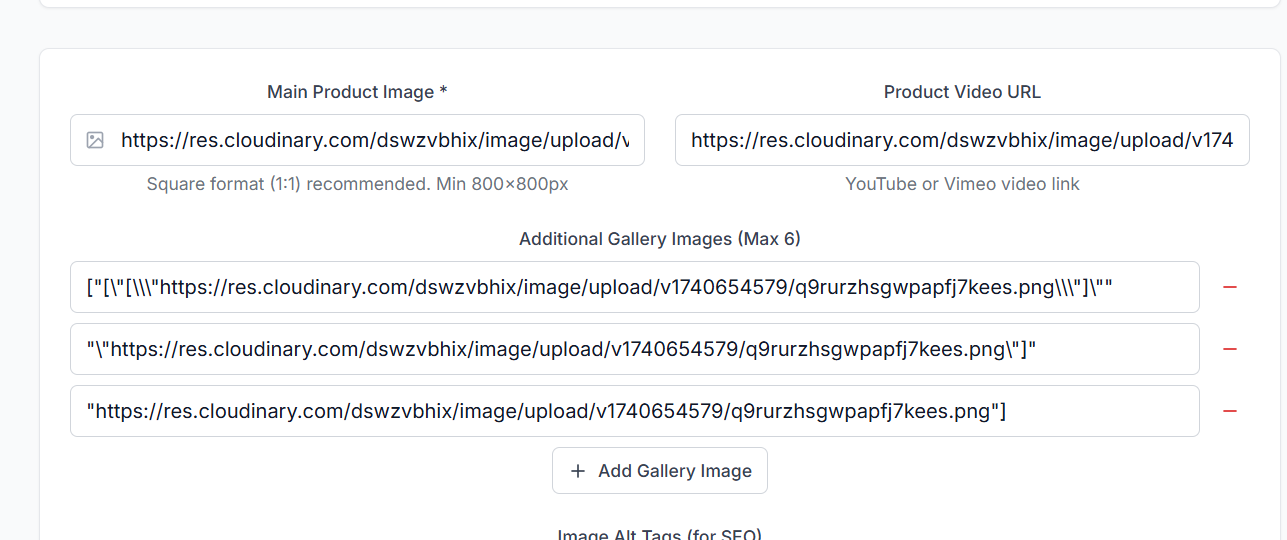 Main Product Image *
Product Video URL
https://res.cloudinary.com/dswzvbhix/image/upload/v
https://res.cloudinary.com/dswzvbhix/image/upload/v174
Square format (1:1) recommended. Min 800×800px
YouTube or Vimeo video link
Additional Gallery Images (Max 6)
["[\"[\\\"https://res.cloudinary.com/dswzvbhix/image/upload/v1740654579/q9rurzhsgwpapfj7kees.png\\\"]\""
"\"https://res.cloudinary.com/dswzvbhix/image/upload/v1740654579/q9rurzhsgwpapfj7kees.png\"]"
"https://res.cloudinary.com/dswzvbhix/image/upload/v1740654579/q9rurzhsgwpapfj7kees.png"]
Add Gallery Image
Image Alt Tags (for SEO)